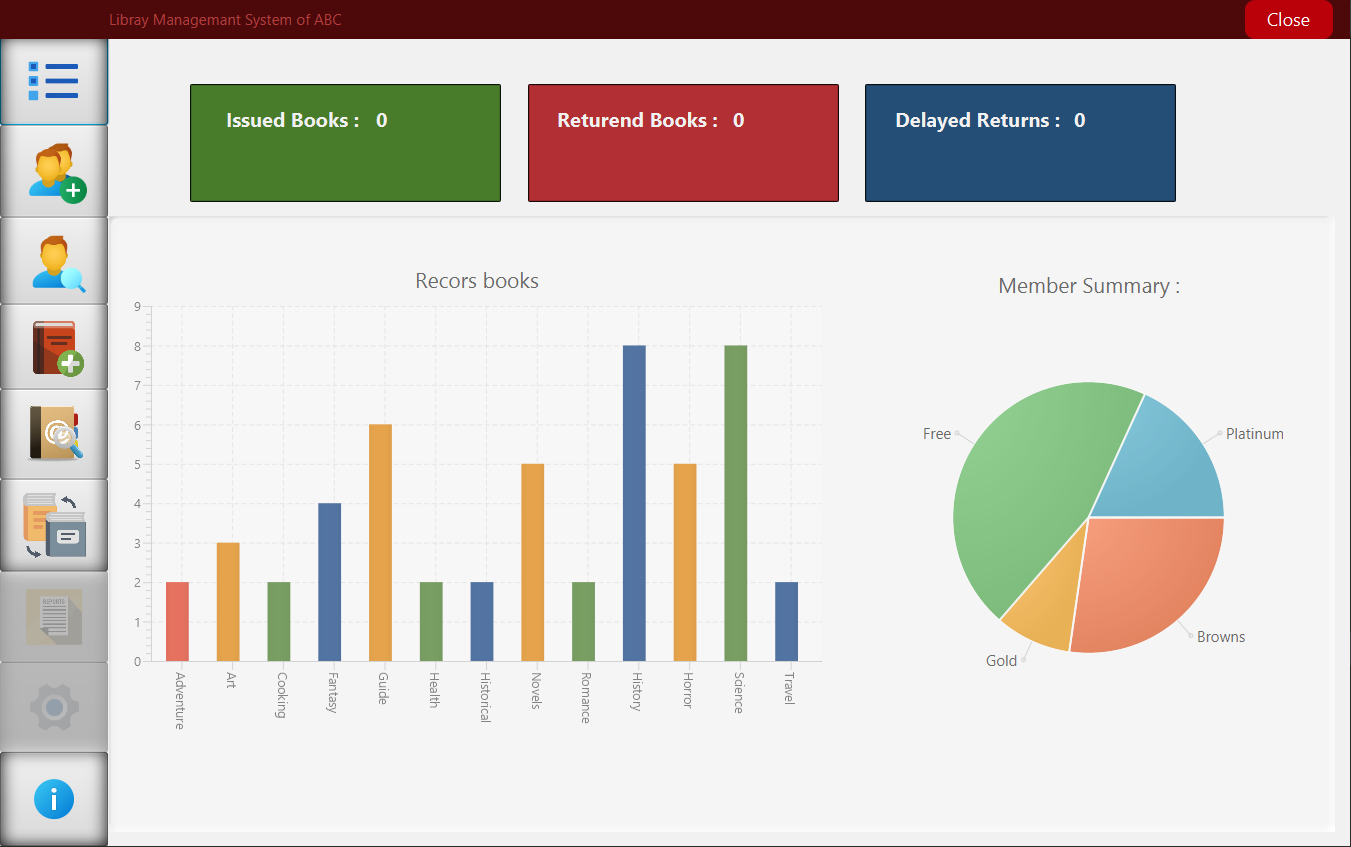 Libray Managemant System of ABC
Close
Issued Books : 0
Returend Books : 0
Delayed Returns : 0
Recors books
9
8
7
6
5
4
3
2
1
0
Adventure
Art
Cooking
Fantasy
Guide
Health
Historical
Novels
Romance
History
Horror
Science
Travel
Member Summary :
Free
Platinum
Browns
Gold
REPORTS